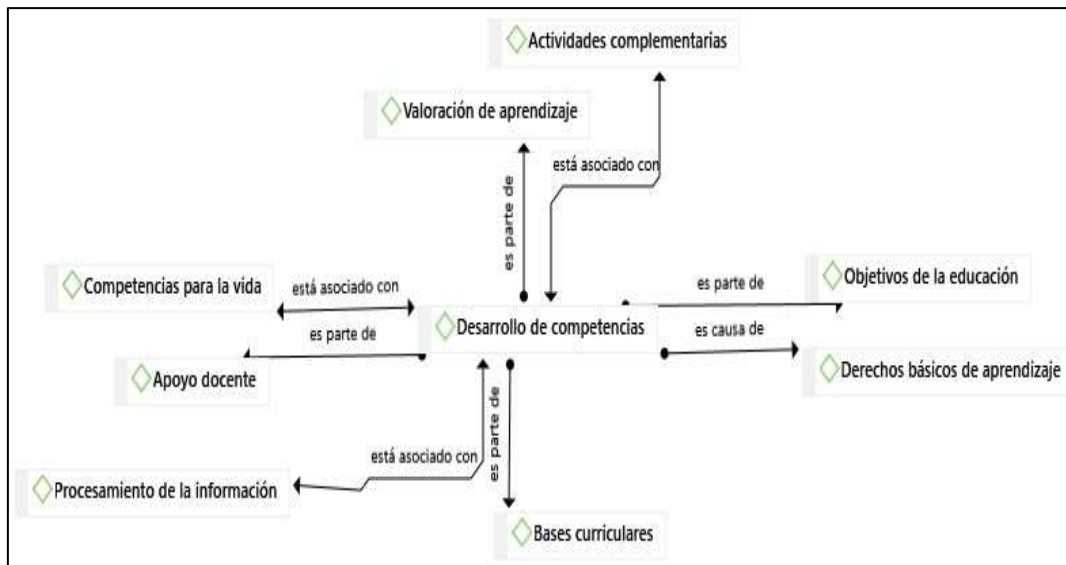 Actividades complementarias
Valoración de aprendizaje
está asociado con
es parte de
Competencias para la vida
está asociado con
es parte de
Objetivos de la educación
Desarrollo de competencias
es parte de
es causa de
Apoyo docente
Derechos básicos de aprendizaje
está asociado con
es parte de
Procesamiento de la información
Bases curriculares